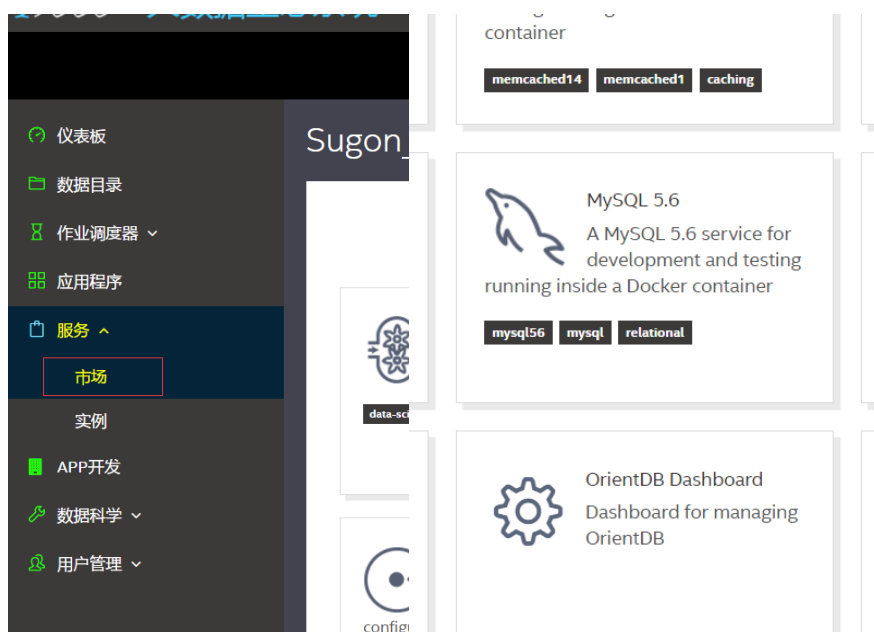 container
memcached14 memcached1 caching
仪表板
数据目录
作业调度器
应用程序
服务
市场
实例
APP开发
数据科学
用户管理
Sugon_
data-sci
MySQL 5.6
A MySQL 5.6 service for
development and testing
running inside a Docker container
mysql56 mysql relational
OrientDB Dashboard
Dashboard for managing
OrientDB